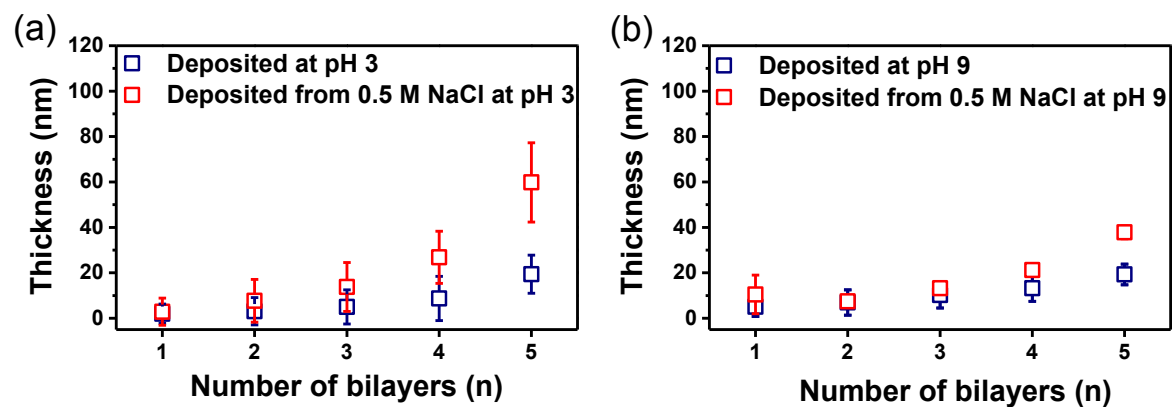 (a)
120
100
80
60
40
20
0
Thickness (nm)
Deposited at pH 3
Deposited from 0.5 M NaCl at pH 3
1 2 3 4 5
Number of bilayers (n)
(b)
120
100
80
60
40
20
0
Thickness (nm)
Deposited at pH 9
Deposited from 0.5 M NaCl at pH 9
1 2 3 4 5
Number of bilayers (n)